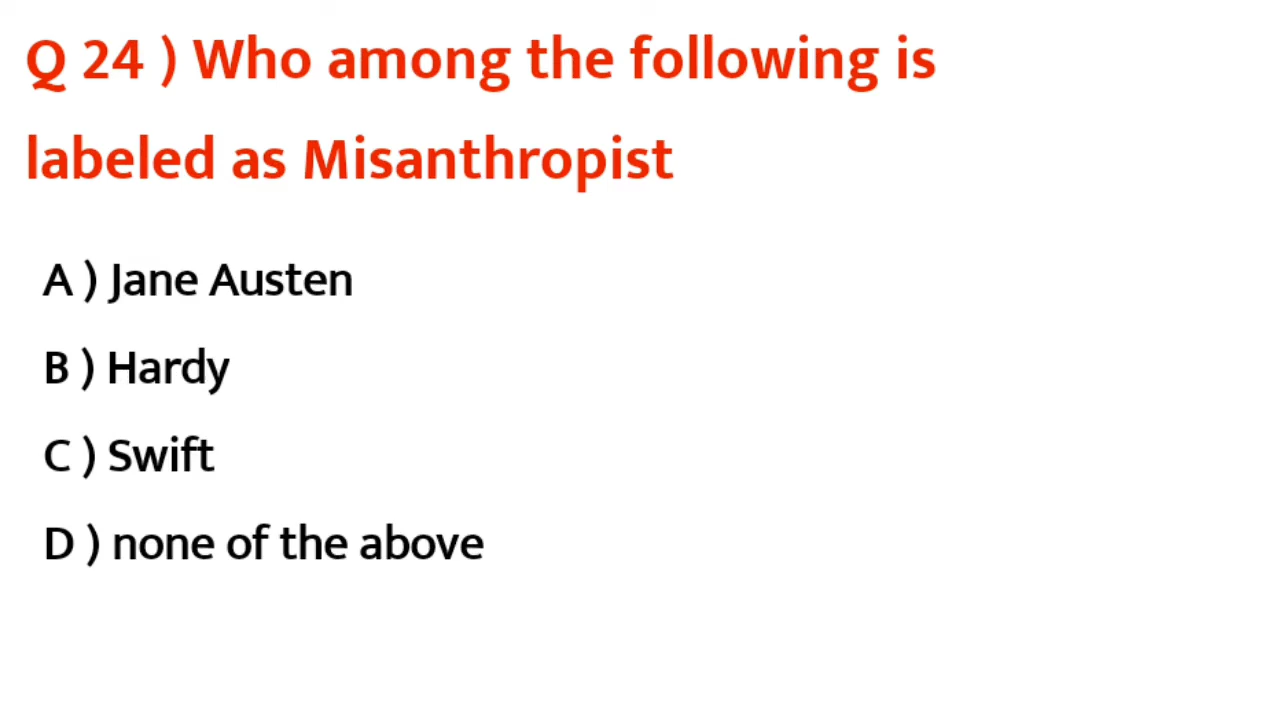 Q 24 ) Who among the following is
labeled as Misanthropist
A ) Jane Austen
B ) Hardy
C ) Swift
D ) none of the above